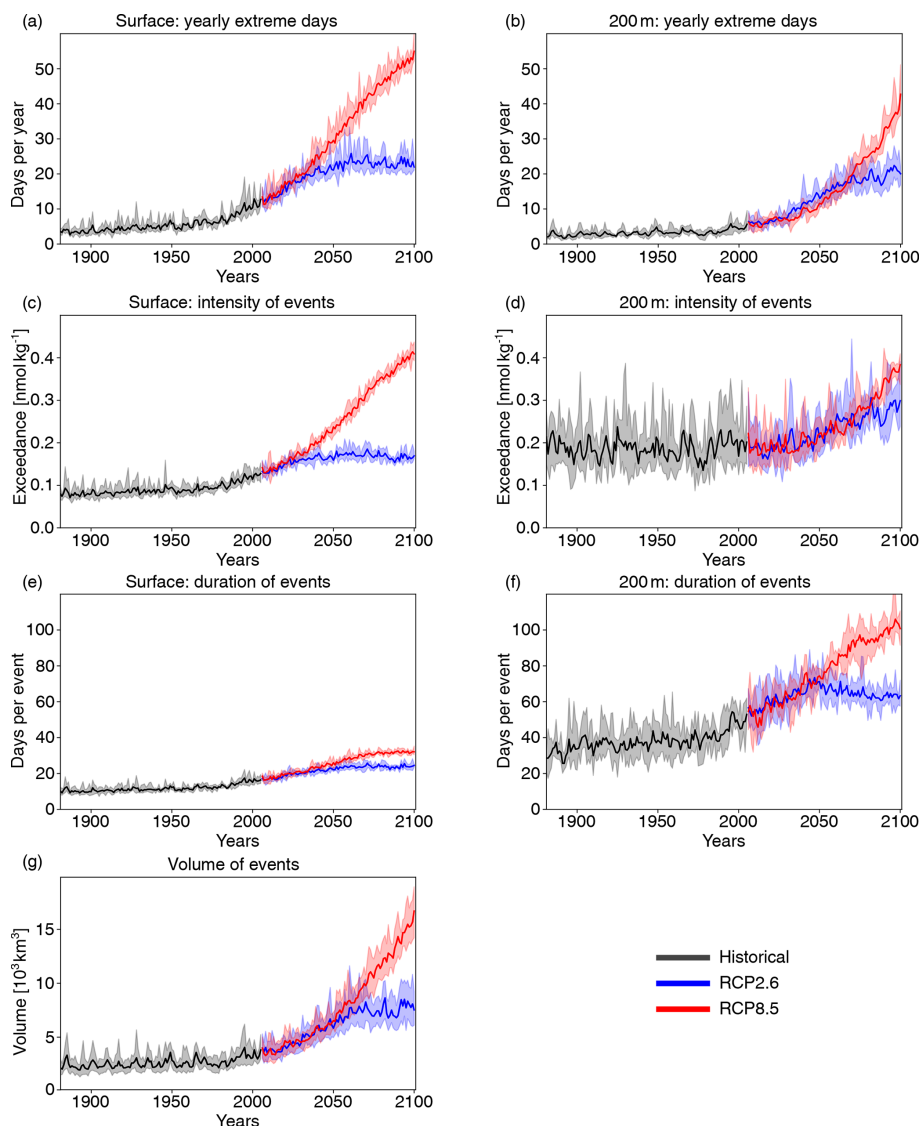 (a) Surface: yearly extreme days
Days per year
50
40
30
20
10
0
1900 1950 2000 2050 2100
Years
(b) 200 m: yearly extreme days
Days per year
50
40
30
20
10
0
1900 1950 2000 2050 2100
Years
(c) Surface: intensity of events
Exceedance [nmol kg⁻¹]
0.4
0.3
0.2
0.1
0.0
1900 1950 2000 2050 2100
Years
(d) 200 m: intensity of events
Exceedance [nmol kg⁻¹]
0.4
0.3
0.2
0.1
0.0
1900 1950 2000 2050 2100
Years
(e) Surface: duration of events
Days per event
100
80
60
40
20
0
1900 1950 2000 2050 2100
Years
(f) 200 m: duration of events
Days per event
100
80
60
40
20
0
1900 1950 2000 2050 2100
Years
(g) Volume of events
Volume [10³ km³]
15
10
5
0
1900 1950 2000 2050 2100
Years
Historical
RCP2.6
RCP8.5